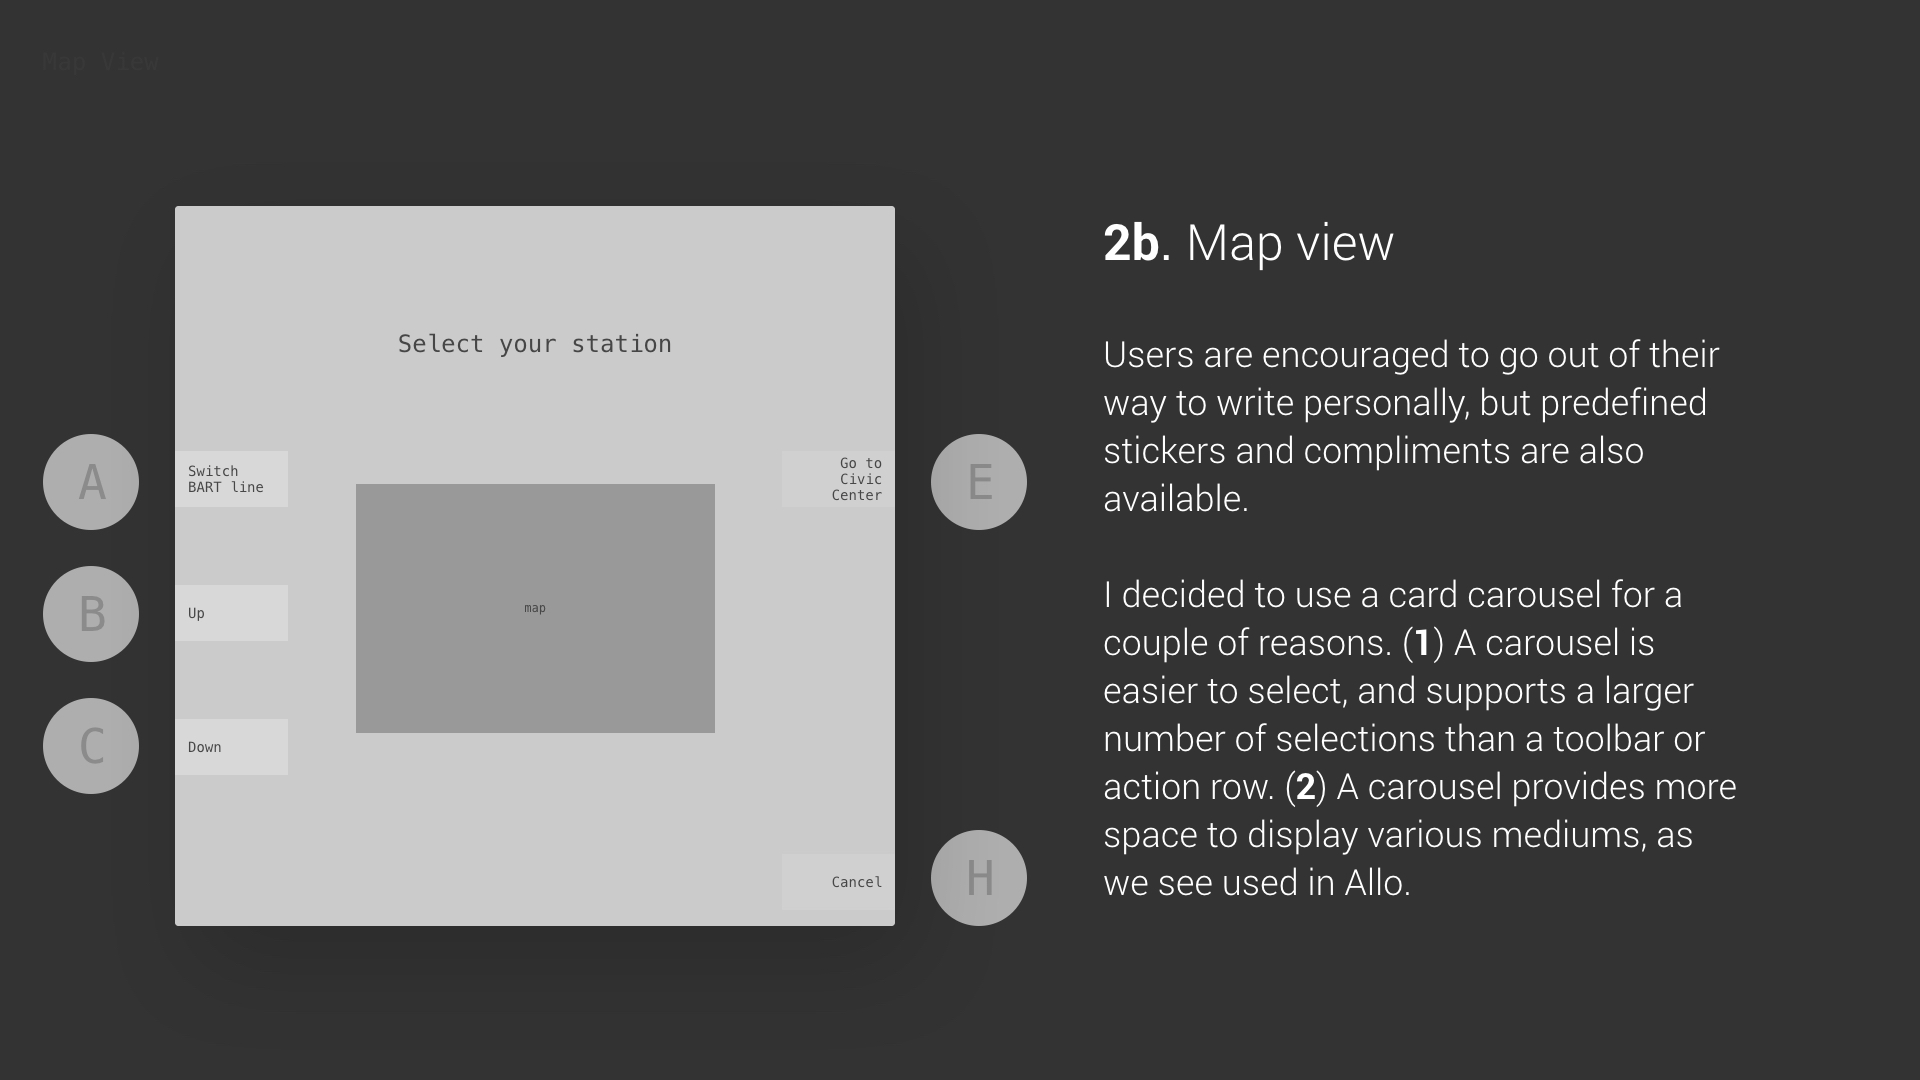 Map View
Select your station
A
Switch
BART line
Go to
Civic
Center
E
B
Up
map
C
Down
Cancel
H
2b. Map view
Users are encouraged to go out of their
way to write personally, but predefined
stickers and compliments are also
available.
I decided to use a card carousel for a
couple of reasons. (1) A carousel is
easier to select, and supports a larger
number of selections than a toolbar or
action row. (2) A carousel provides more
space to display various mediums, as
we see used in Allo.